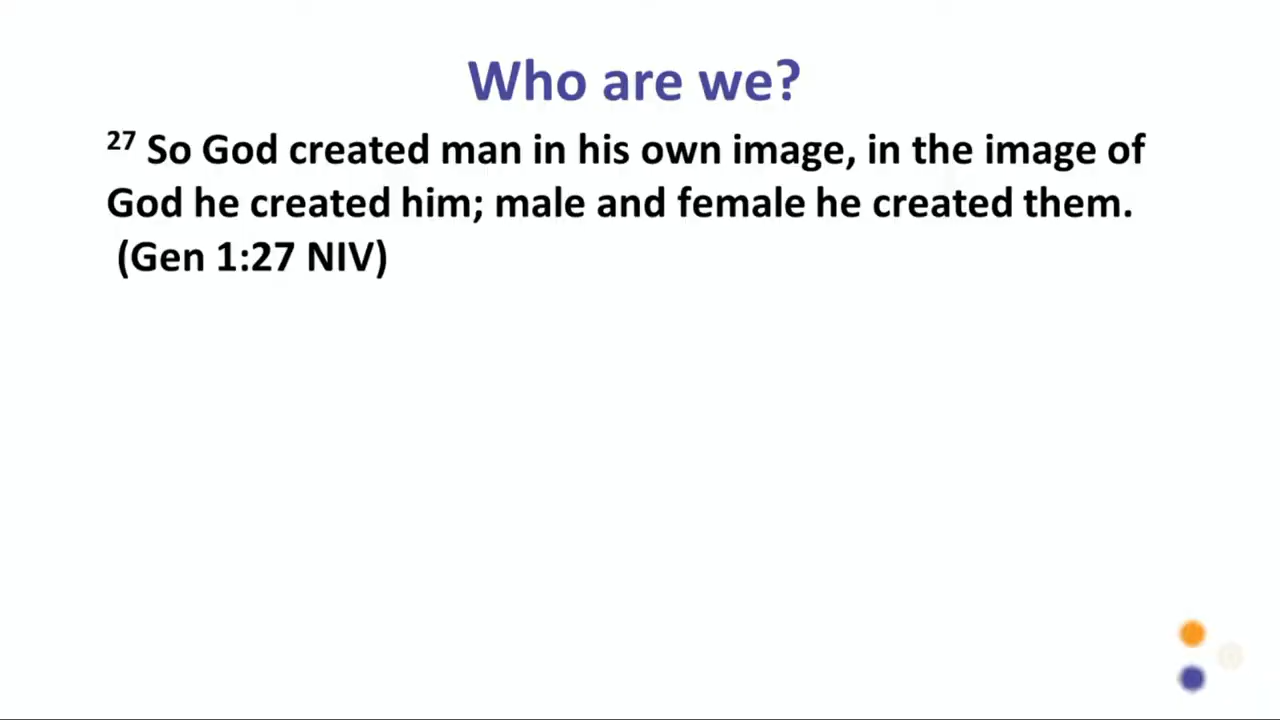 Who are we?
27 So God created man in his own image, in the image of
God he created him; male and female he created them.
(Gen 1:27 NIV)